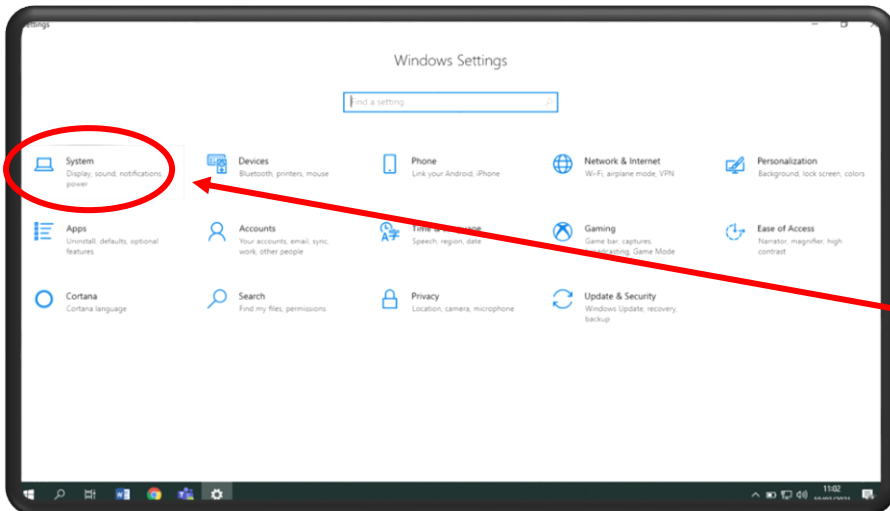 Windows Settings
Find a setting
System
Display, sound, notifications,
power
Devices
Bluetooth, printers, mouse
Phone
Link your Android, iPhone
Network & Internet
Wi-Fi, airplane mode, VPN
Personalization
Background, lock screen, colors
Apps
Uninstall, defaults, optional
features
Accounts
Your accounts, email, sync,
work, other people
Time & Language
Speech, region, date
Gaming
Game bar, captures,
broadcasting, Game Mode
Ease of Access
Narrator, magnifier, high
contrast
Cortana
Cortana language
Search
Find my files, permissions
Privacy
Location, camera, microphone
Update & Security
Windows Update, recovery,
backup
11:02